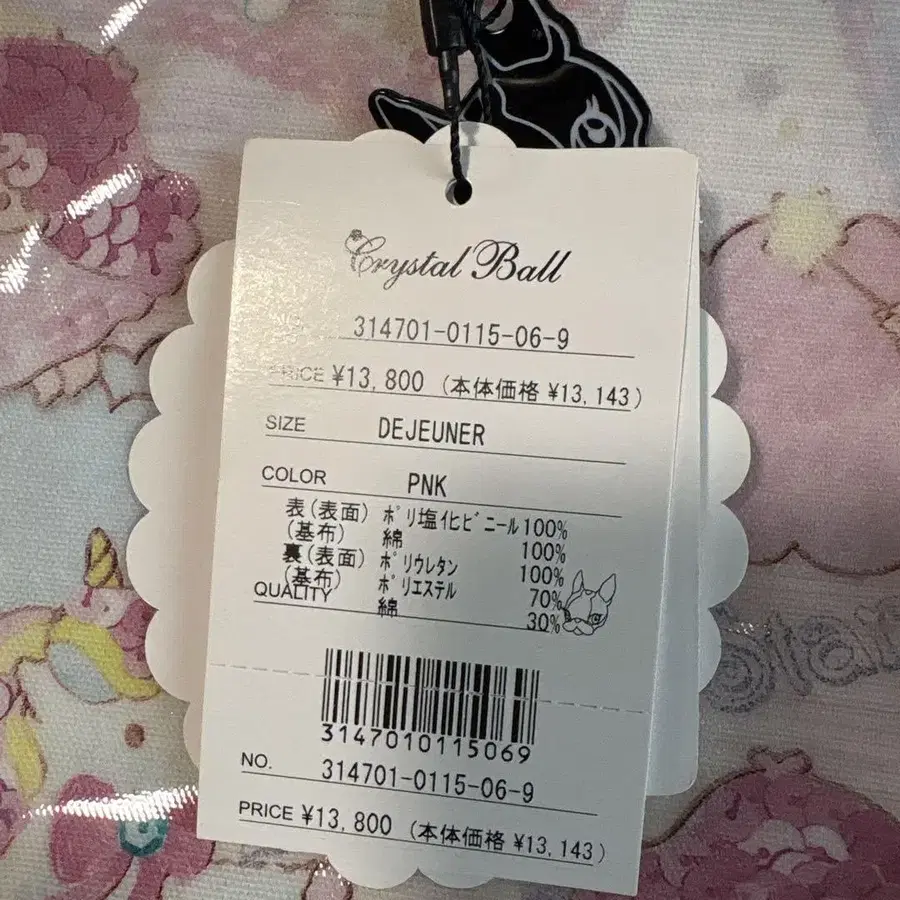 Crystal Ball
NO. 314701-0115-06-9
PRICE ¥13,800 (本体価格 ¥13,143)
SIZE DEJEUNER
COLOR PNK
表(表面) ポリ塩化ビニール100%
(基布) 綿 100%
裏(表面) ポリウレタン 100%
(基布) ポリエステル 70%
QUALITY 綿 30%
3147010115069
NO. 314701-0115-06-9
PRICE ¥13,800 (本体価格 ¥13,143)